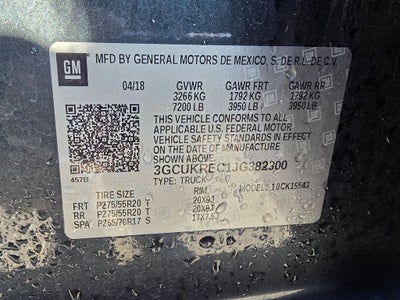 GM
MFD BY GENERAL MOTORS DE MEXICO, S. DE R.L. DE C.V.
04/18 GVWR GAWR FRT GAWR RR
3266 KG 1792 KG 1792 KG
7200 LB 3950 LB 3950 LB
THIS VEHICLE CONFORMS TO ALL
APPLICABLE U.S. FEDERAL MOTOR
VEHICLE SAFETY STANDARDS IN EFFECT
ON THE DATE OF MANUFACTURE SHOWN ABOVE.
3GCUKREC1JG382300
457B
TYPE: TRUCK
MODEL: 10CK15543
TIRE SIZE RIM
FRT P275/55R20 T 20X9J
RR P275/55R20 T 20X9J
SPA P265/70R17 S 17X7.5J